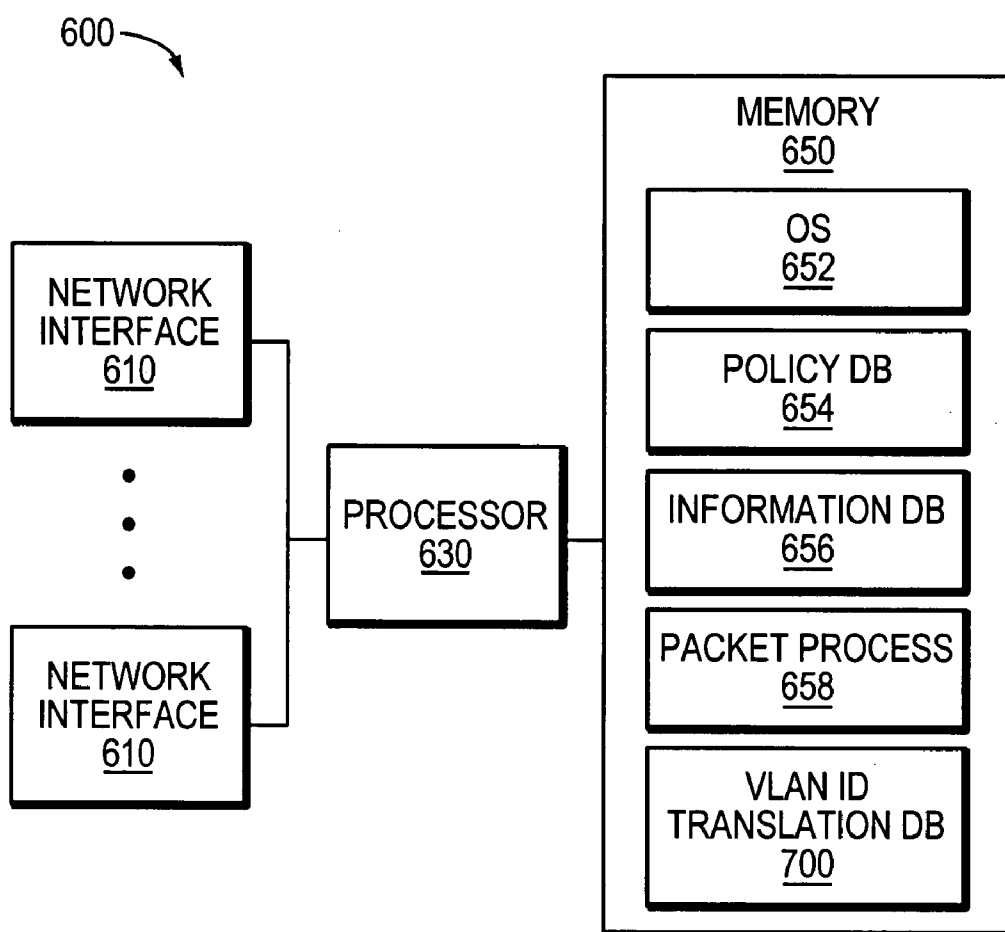 600
NETWORK
INTERFACE
610
NETWORK
INTERFACE
610
PROCESSOR
630
MEMORY
650
OS
652
POLICY DB
654
INFORMATION DB
656
PACKET PROCESS
658
VLAN ID
TRANSLATION DB
700